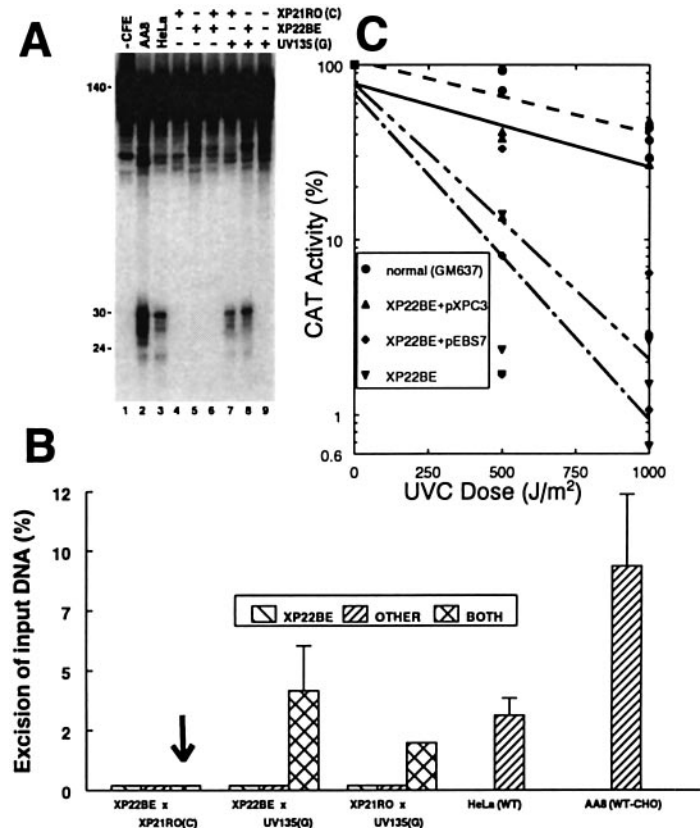 A
-CFE AA8 HeLa
+ - - + + - - XP21RO (C)
- + + + - + - XP22BE
- - - - + + + UV135 (G)
140-
30-
24-
1 2 3 4 5 6 7 8 9
C
100
10
1
0.6
CAT Activity (%)
normal (GM637)
XP22BE+pXPC3
XP22BE+pEBS7
XP22BE
0 250 500 750 1000
UVC Dose (J/m²)
B
12
10
7
5
2
0
Excision of input DNA (%)
XP22BE OTHER BOTH
XP22BE x XP21RO(C)
XP22BE x UV135(G)
XP21RO x UV135(G)
HeLa (WT)
AA8 (WT-CHO)